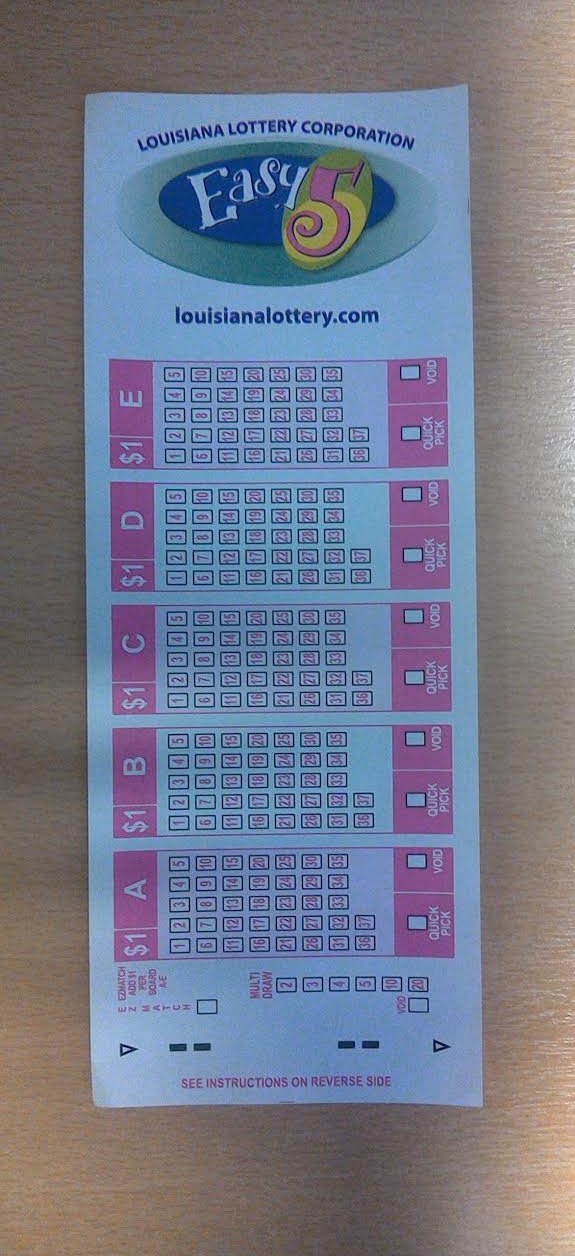 LOUISIANA LOTTERY CORPORATION
Easy 5
louisianalottery.com
$1 E
5 10 15 20 25 30 35
4 9 14 19 24 29 34
3 8 13 18 23 28 33
2 7 12 17 22 27 32 37
1 6 11 16 21 26 31 36
VOID
QUICK
PICK
$1 D
5 10 15 20 25 30 35
4 9 14 19 24 29 34
3 8 13 18 23 28 33
2 7 12 17 22 27 32 37
1 6 11 16 21 26 31 36
VOID
QUICK
PICK
$1 C
5 10 15 20 25 30 35
4 9 14 19 24 29 34
3 8 13 18 23 28 33
2 7 12 17 22 27 32 37
1 6 11 16 21 26 31 36
VOID
QUICK
PICK
$1 B
5 10 15 20 25 30 35
4 9 14 19 24 29 34
3 8 13 18 23 28 33
2 7 12 17 22 27 32 37
1 6 11 16 21 26 31 36
VOID
QUICK
PICK
$1 A
5 10 15 20 25 30 35
4 9 14 19 24 29 34
3 8 13 18 23 28 33
2 7 12 17 22 27 32 37
1 6 11 16 21 26 31 36
VOID
QUICK
PICK
EZMATCH
ADD $1
PER
BOARD
A-E
E
Z
M
A
T
C
H
MULTI
DRAW
2
3
4
5
10
20
VOID
SEE INSTRUCTIONS ON REVERSE SIDE